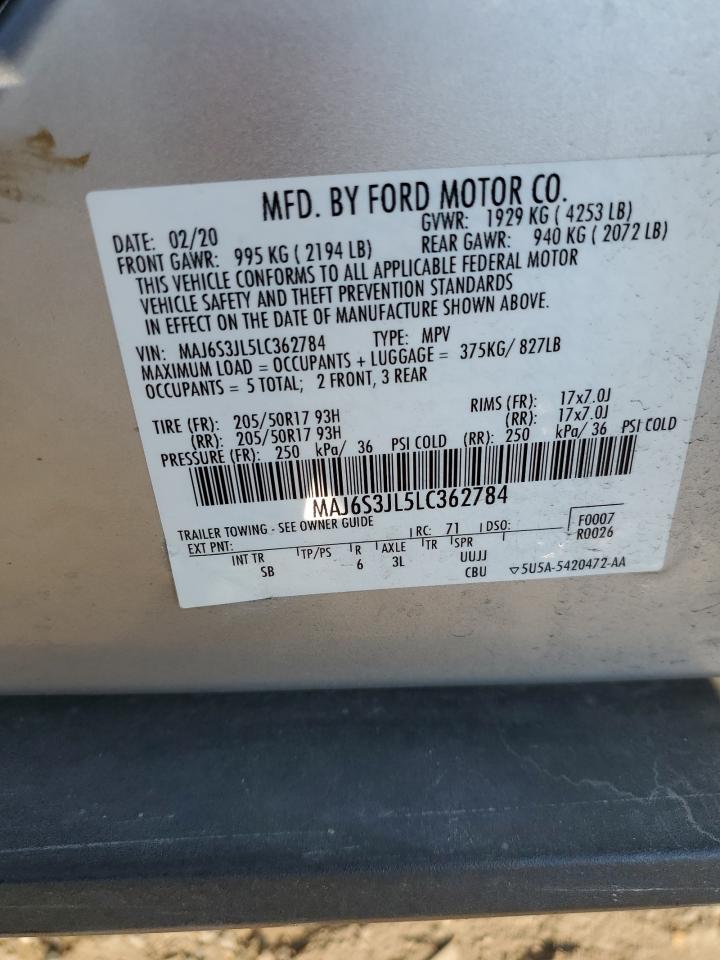 MFD. BY FORD MOTOR CO.
DATE: 02/20 GVWR: 1929 KG ( 4253 LB)
FRONT GAWR: 995 KG ( 2194 LB) REAR GAWR: 940 KG ( 2072 LB)
THIS VEHICLE CONFORMS TO ALL APPLICABLE FEDERAL MOTOR
VEHICLE SAFETY AND THEFT PREVENTION STANDARDS
IN EFFECT ON THE DATE OF MANUFACTURE SHOWN ABOVE.
VIN: MAJ6S3JL5LC362784 TYPE: MPV
MAXIMUM LOAD = OCCUPANTS + LUGGAGE = 375KG/ 827LB
OCCUPANTS = 5 TOTAL; 2 FRONT, 3 REAR
TIRE (FR): 205/50R17 93H RIMS (FR): 17x7.0J
(RR): 205/50R17 93H (RR): 17x7.0J
PRESSURE (FR): 250 kPa/ 36 PSI COLD (RR): 250 kPa/ 36 PSI COLD
MAJ6S3JL5LC362784
TRAILER TOWING - SEE OWNER GUIDE F0007
EXT PNT: RC: 71 DSO: R0026
INT TR TP/PS R AXLE TR SPR
SB 6 3L UUJJ
CBU ▽5U5A-5420472-AA